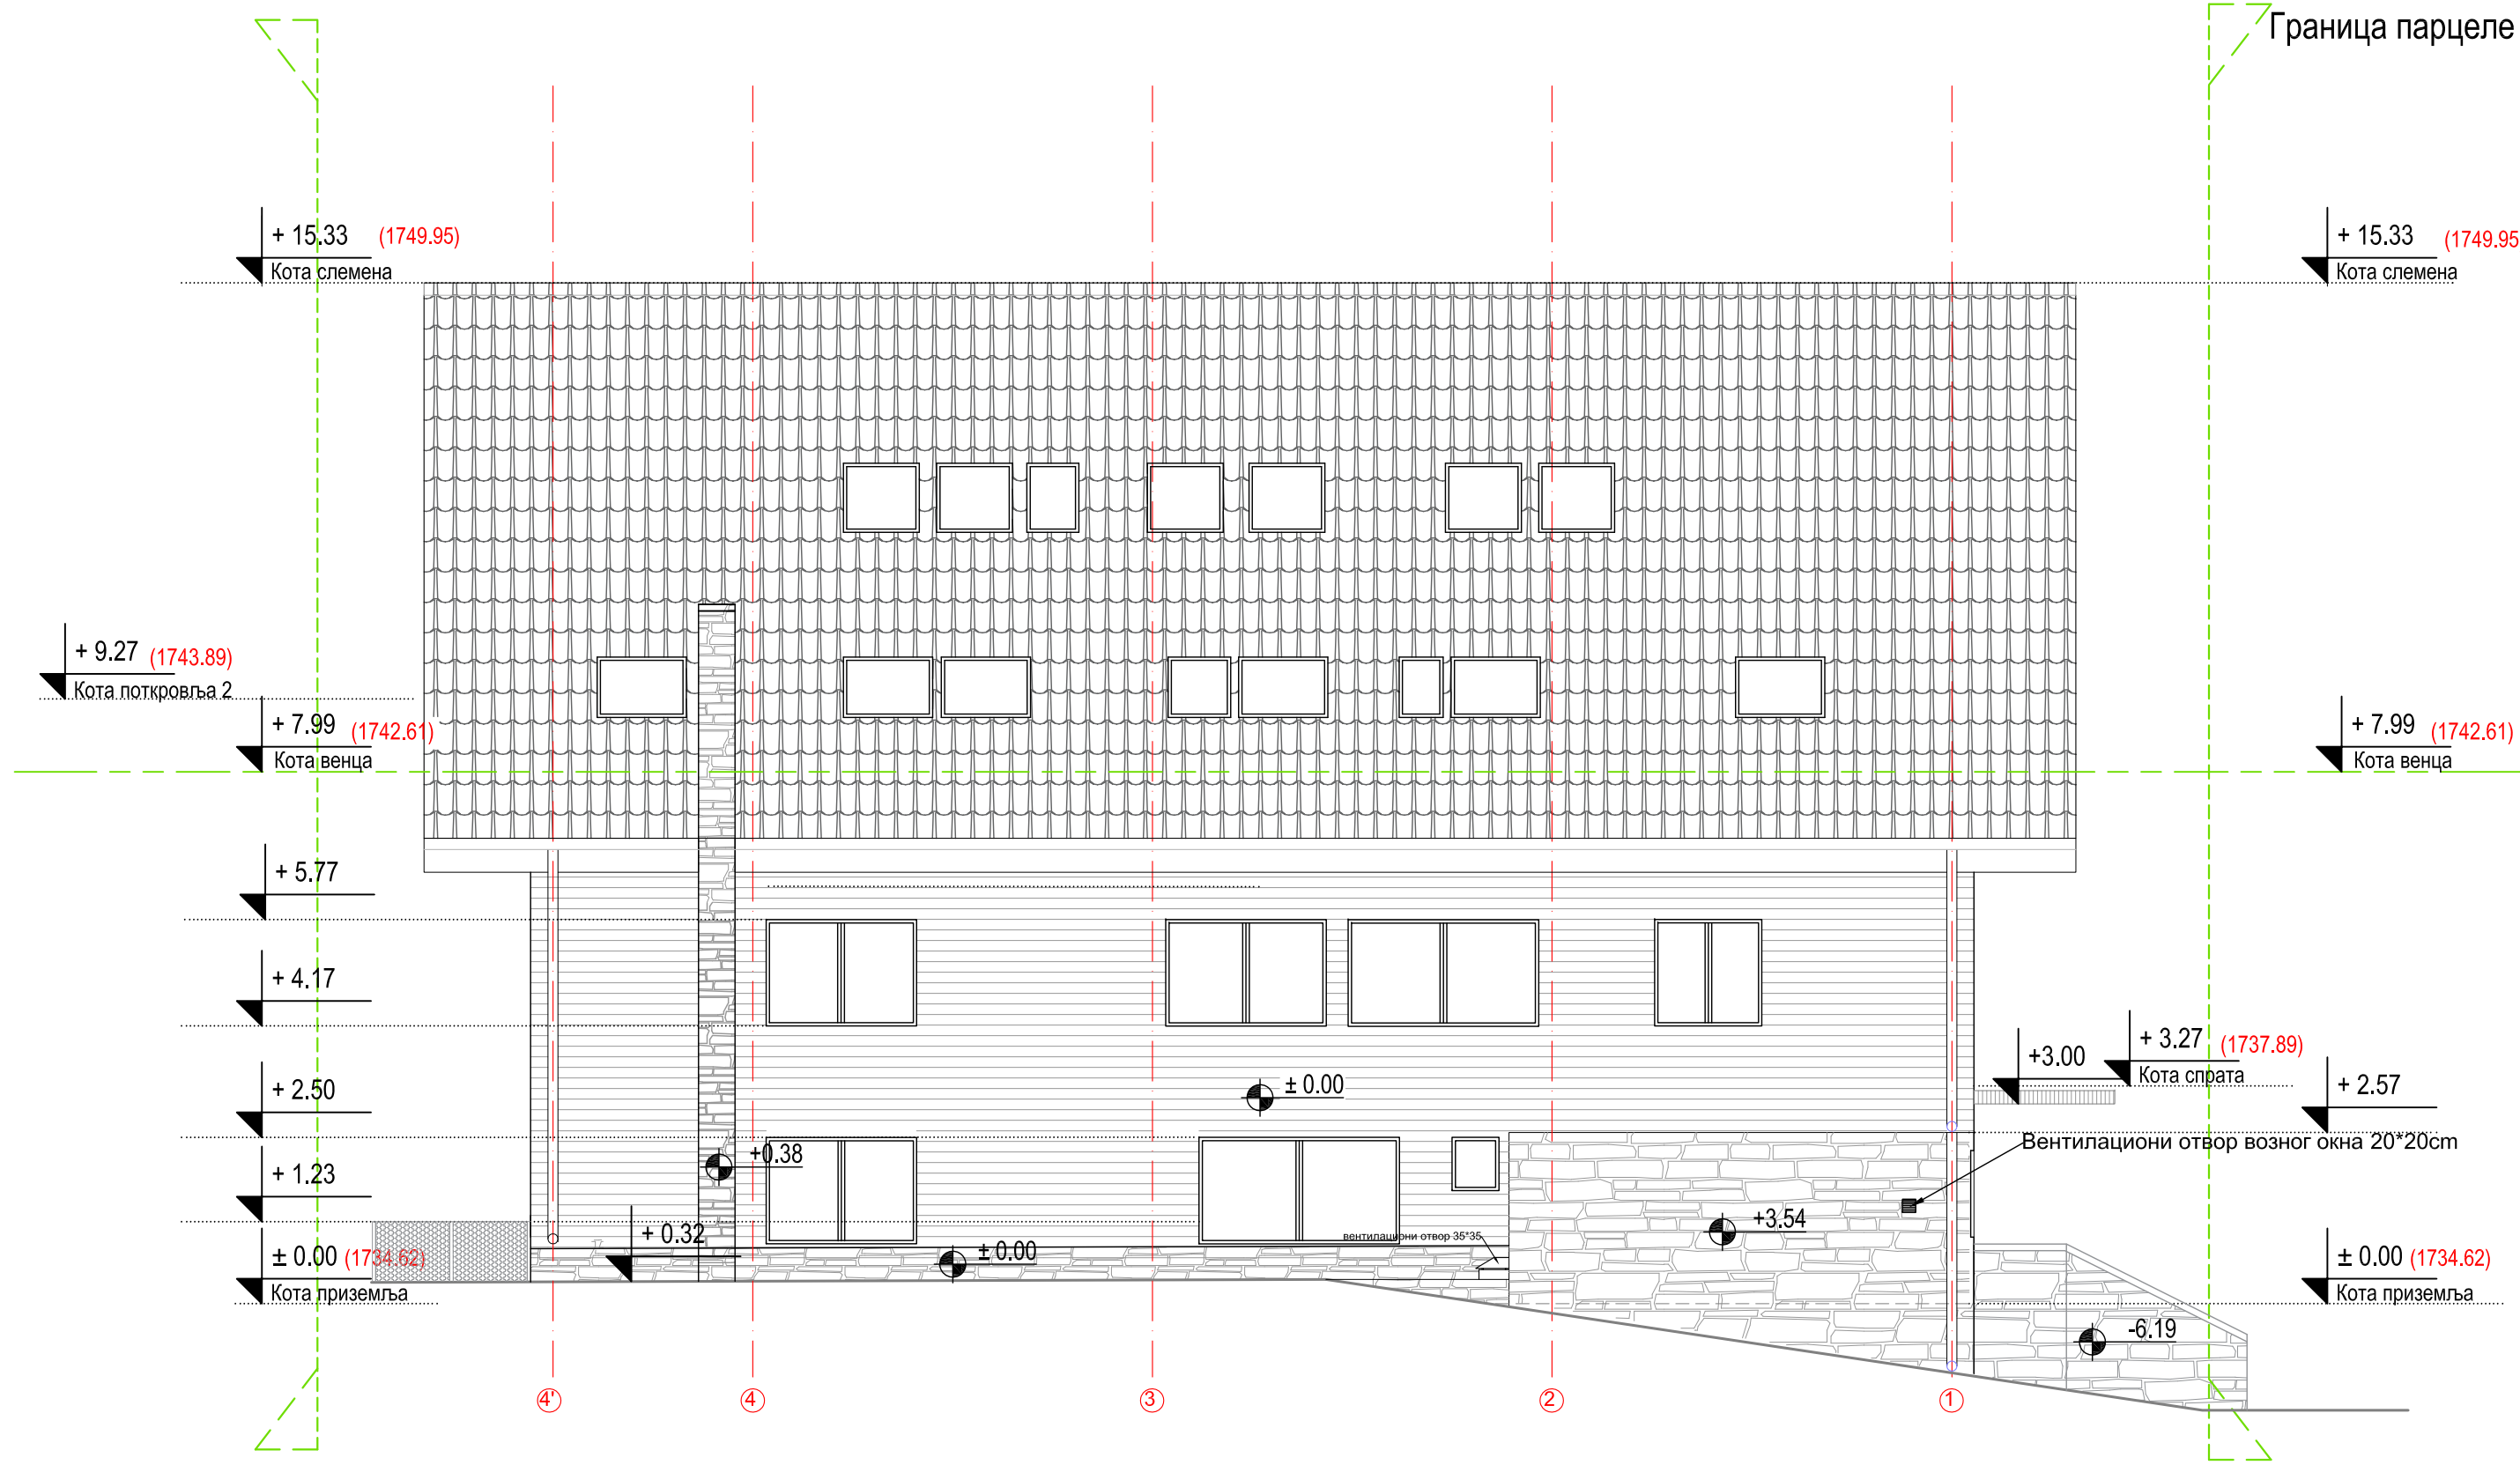 Граница парцеле
+ 15.33 (1749.95)
Кота слемена
+ 15.33 (1749.95
Кота слемена
+ 9.27 (1743.89)
Кота поткровља 2
+ 7.99 (1742.61)
Кота венца
+ 7.99 (1742.61)
Кота венца
+ 5.77
+ 4.17
+ 2.50
+ 1.23
± 0.00 (1734.62)
Кота приземља
+ 0.32
+0.38
± 0.00
± 0.00
вентилациони отвор 35*35
+3.54
+3.00
+ 3.27 (1737.89)
Кота спрата
+ 2.57
Вентилациони отвор возног окна 20*20cm
± 0.00 (1734.62)
Кота приземља
-6.19
4'
4
3
2
1